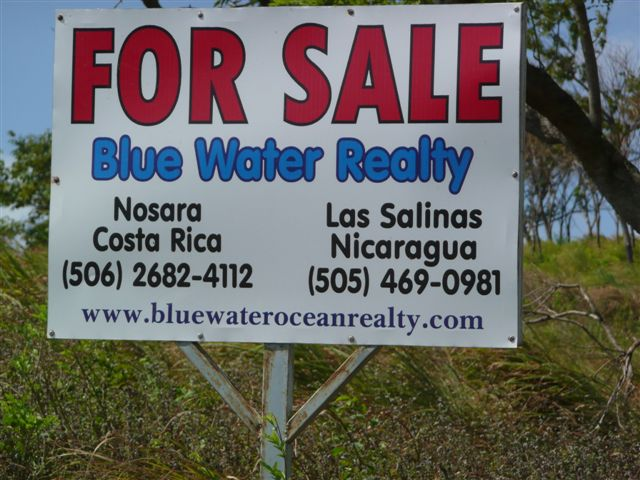 FOR SALE
Blue Water Realty
Nosara
Costa Rica
(506) 2682-4112
Las Salinas
Nicaragua
(505) 469-0981
www.bluewateroceanrealty.com